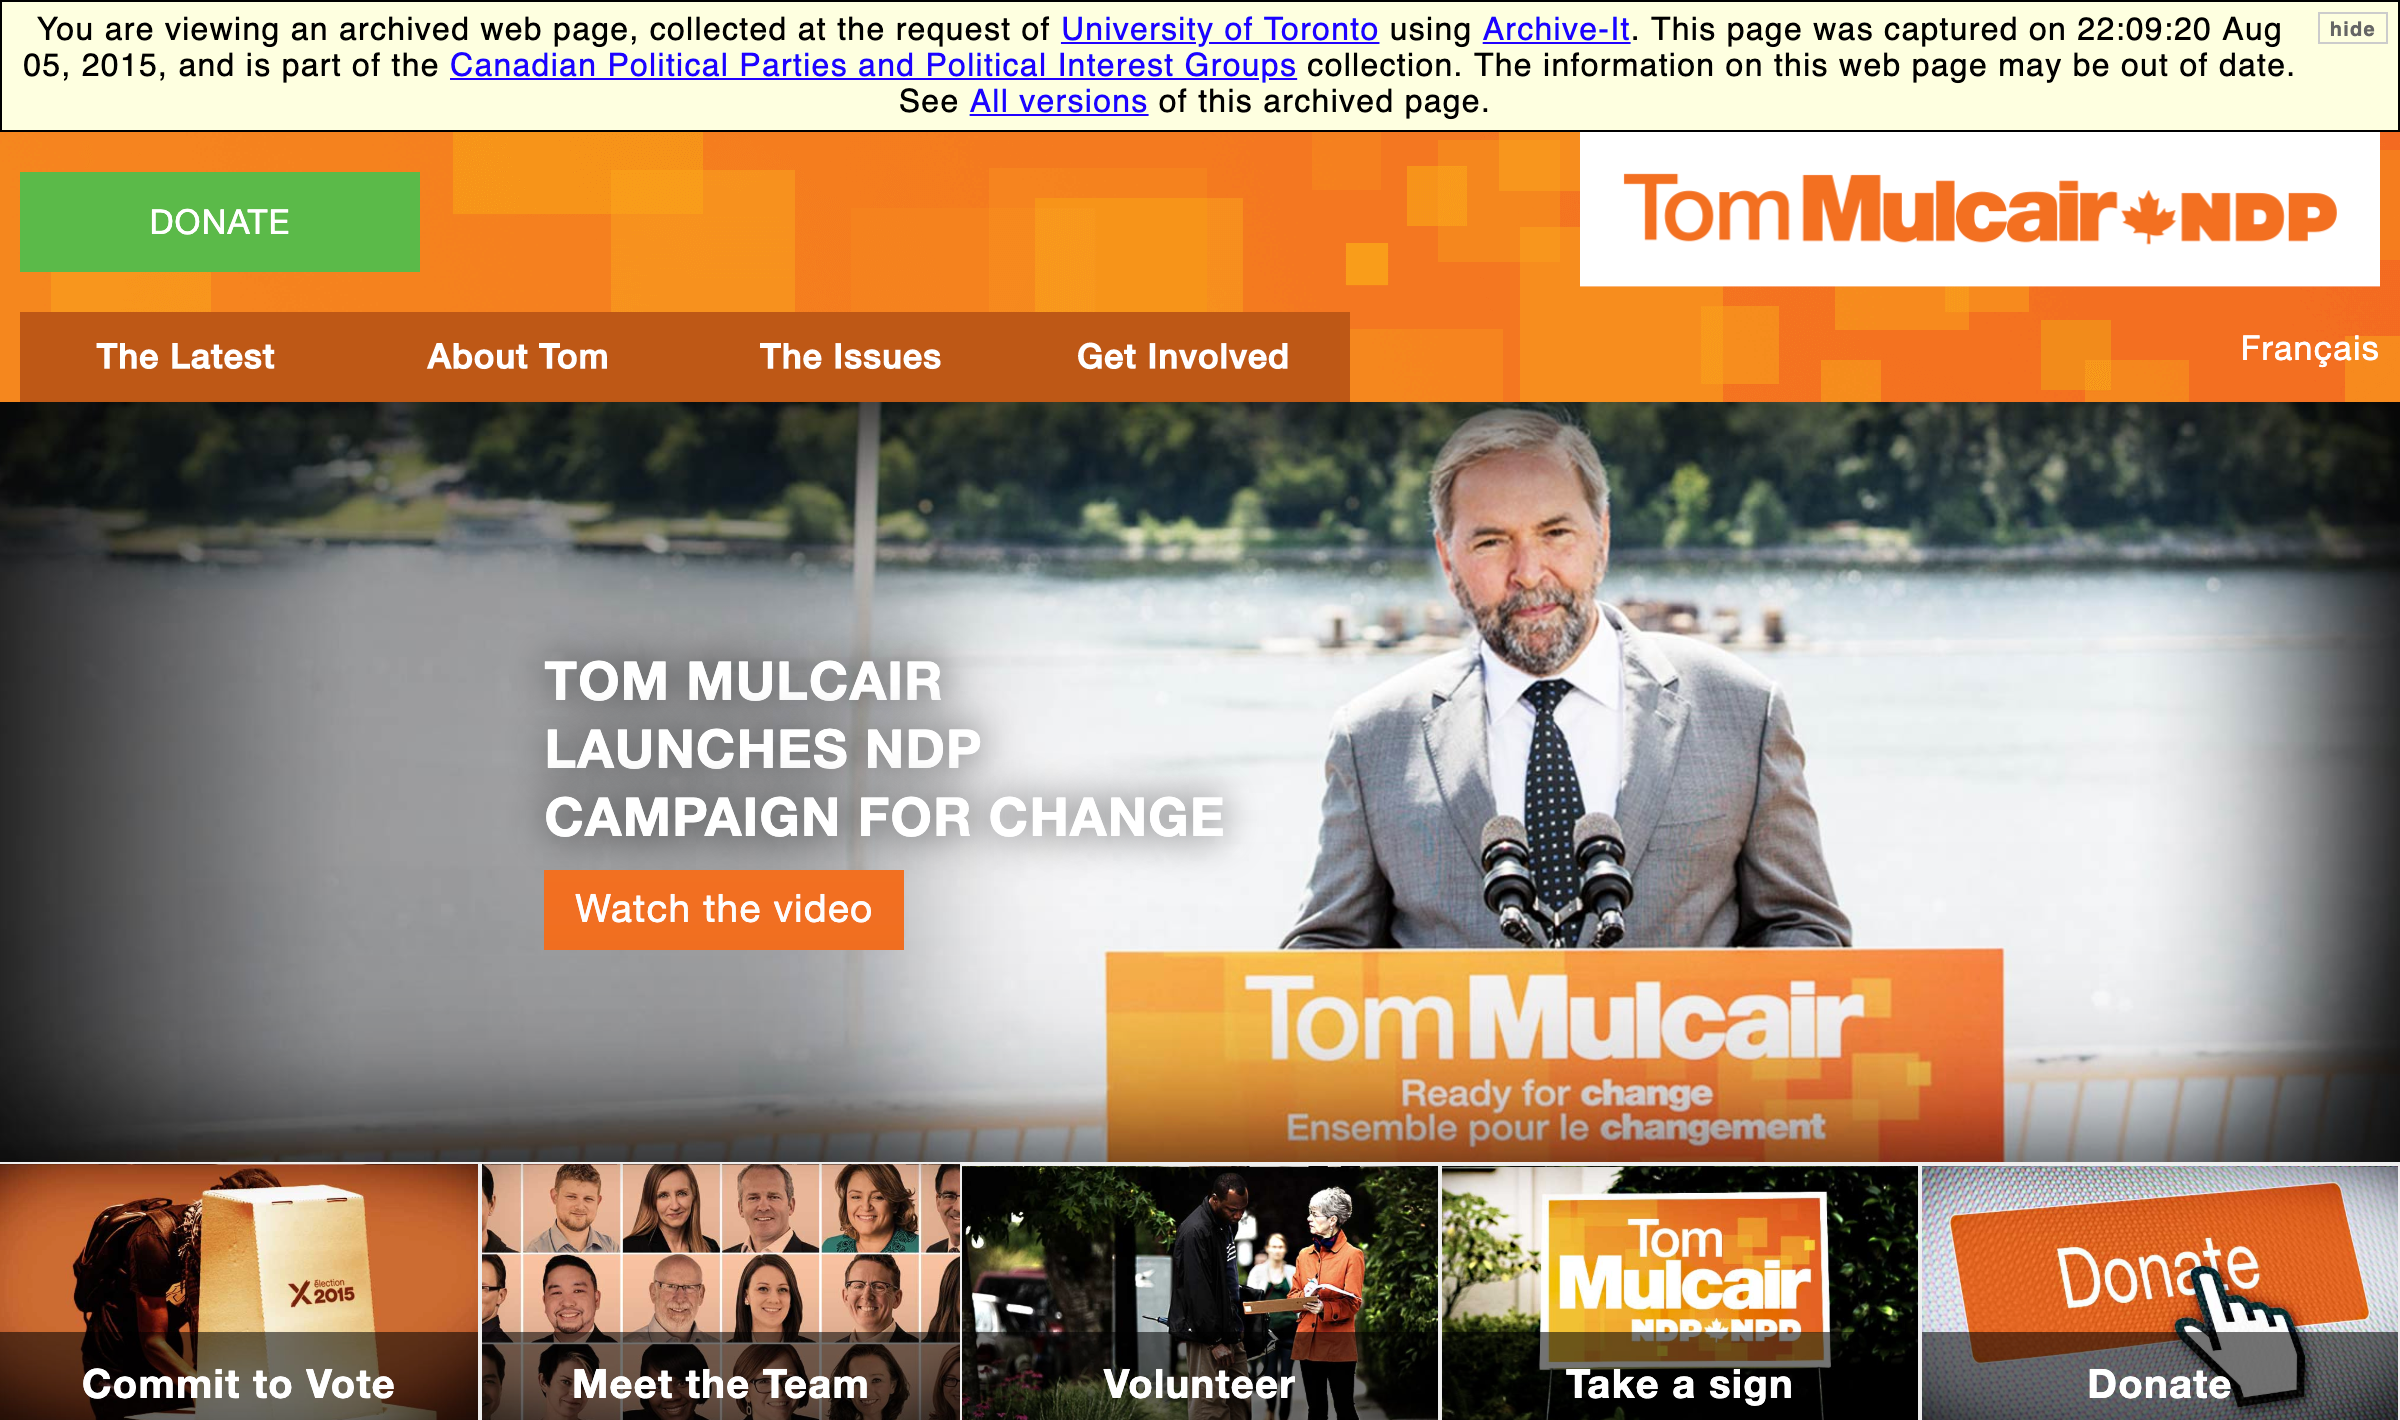 You are viewing an archived web page, collected at the request of University of Toronto using Archive-It. This page was captured on 22:09:20 Aug
05, 2015, and is part of the Canadian Political Parties and Political Interest Groups collection. The information on this web page may be out of date.
See All versions of this archived page.
hide
DONATE
Tom Mulcair NDP
The Latest
About Tom
The Issues
Get Involved
Français
TOM MULCAIR
LAUNCHES NDP
CAMPAIGN FOR CHANGE
Watch the video
Tom Mulcair
Ready for change
Ensemble pour le changement
élection
X 2015
Tom
Mulcair
NDP NPD
Donate
Commit to Vote
Meet the Team
Volunteer
Take a sign
Donate